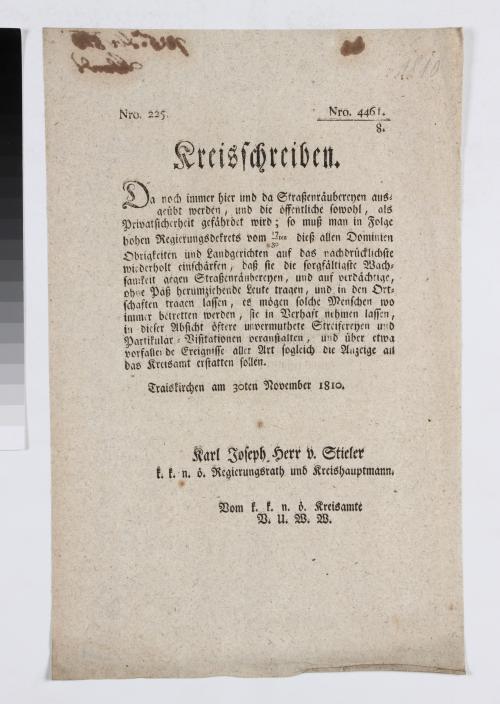 1810
Nro. 225.
Nro. 4461.
8.
Kreisschreiben.
Da noch immer hier und da Straßenräubereyen aus-
geübt werden, und die öffentliche sowohl, als
Privatsicherheit gefährdet wird; so muß man in Folge
hohen Regierungsdekrets vom dieß allen Dominien
Obrigkeiten und Landgerichten auf das nachdrücklichste
wiederholt einschärfen, daß sie die sorgfältigste Wach-
samkeit gegen Straßenräubereyen, und auf verdächtige,
ohne Paß herumziehende Leute tragen, und in den Ort-
schaften tragen lassen, es mögen solche Menschen wo
immer betretten werden, sie in Verhaft nehmen lassen,
in dieser Absicht öftere unvermuthete Streifereyen und
Partikular-Visitationen veranstalten, und über etwa
vorfallende Ereignisse aller Art sogleich die Anzeige an
das Kreisamt erstatten sollen.
Traiskirchen am 30ten November 1810.
Karl Joseph Herr v. Stieler
k. k. n. ö. Regierungsrath und Kreishauptmann.
Vom k. k. n. ö. Kreisamte
V. U. W. W.